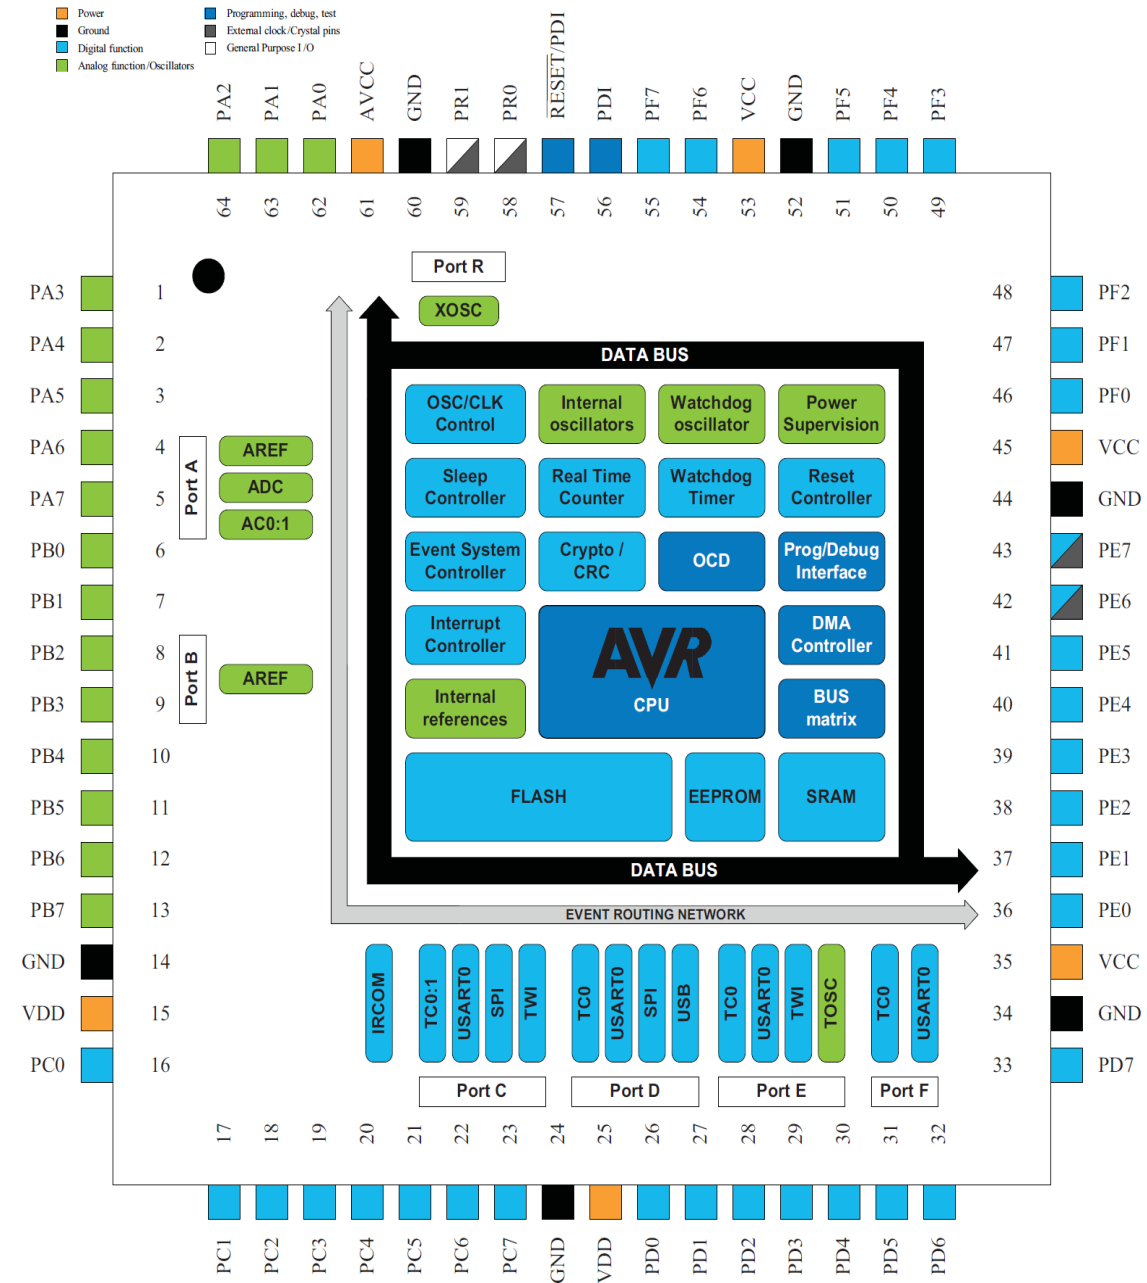 Power
Ground
Digital function
Analog function/Oscillators
Programming, debug, test
External clock/Crystal pins
General Purpose I/O
PA2
PA1
PA0
AVCC
GND
PR1
PR0
RESET/PDI
PDI
PF7
PF6
VCC
GND
PF5
PF4
PF3
64
63
62
61
60
59
58
57
56
55
54
53
52
51
50
49
PA3 1
PA4 2
PA5 3
PA6 4
PA7 5
PB0 6
PB1 7
PB2 8
PB3 9
PB4 10
PB5 11
PB6 12
PB7 13
GND 14
VDD 15
PC0 16
Port R
XOSC
DATA BUS
Port A
AREF
ADC
AC0:1
Port B
AREF
OSC/CLK
Control
Internal
oscillators
Watchdog
oscillator
Power
Supervision
Sleep
Controller
Real Time
Counter
Watchdog
Timer
Reset
Controller
Event System
Controller
Crypto /
CRC
OCD
Prog/Debug
Interface
Interrupt
Controller
AVR
CPU
DMA
Controller
Internal
references
BUS
matrix
FLASH
EEPROM
SRAM
DATA BUS
EVENT ROUTING NETWORK
IRCOM
TC0:1
USART0
SPI
TWI
Port C
TC0
USART0
SPI
USB
Port D
TC0
USART0
TWI
TOSC
Port E
TC0
USART0
Port F
48 PF2
47 PF1
46 PF0
45 VCC
44 GND
43 PE7
42 PE6
41 PE5
40 PE4
39 PE3
38 PE2
37 PE1
36 PE0
35 VCC
34 GND
33 PD7
17
18
19
20
21
22
23
24
25
26
27
28
29
30
31
32
PC1
PC2
PC3
PC4
PC5
PC6
PC7
GND
VDD
PD0
PD1
PD2
PD3
PD4
PD5
PD6